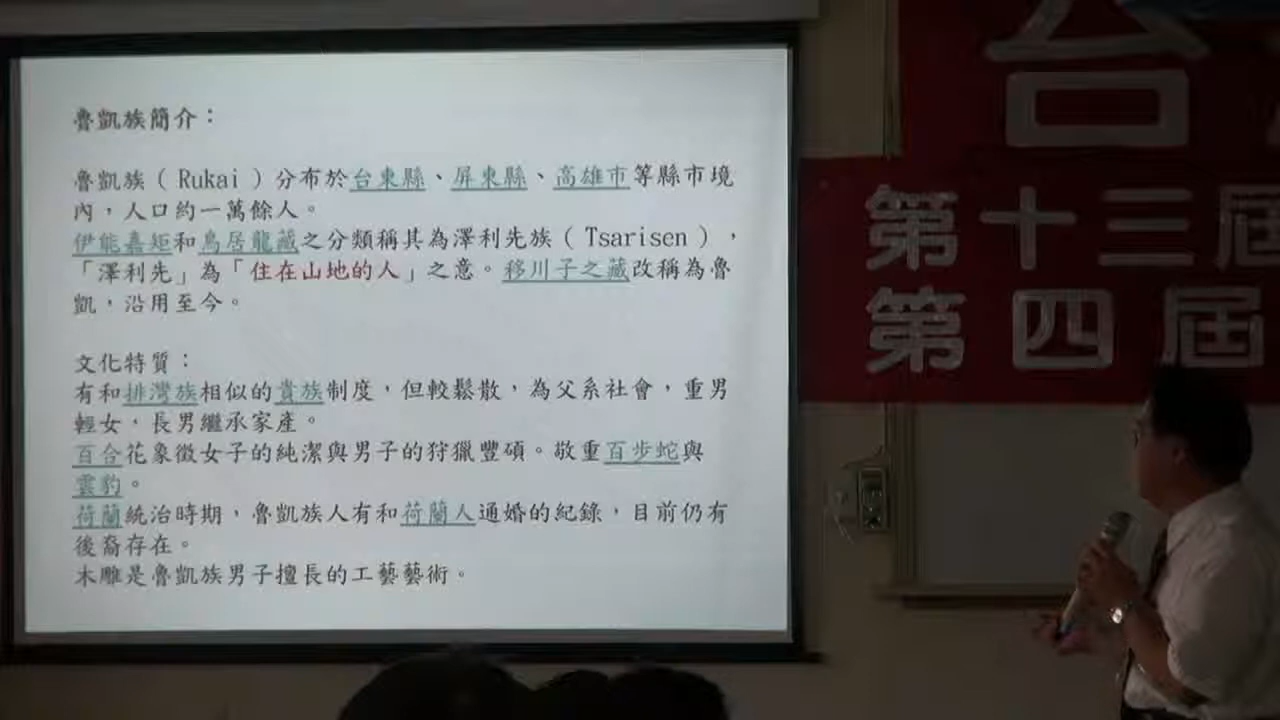 魯凱族簡介：
魯凱族（Rukai）分布於台東縣、屏東縣、高雄市等縣市境
內，人口約一萬餘人。
伊能嘉矩和鳥居龍藏之分類稱其為澤利先族（Tsarisen），
「澤利先」為「住在山地的人」之意。移川子之藏改稱為魯
凱，沿用至今。
文化特質：
有和排灣族相似的貴族制度，但較鬆散，為父系社會，重男
輕女，長男繼承家產。
百合花象徵女子的純潔與男子的狩獵豐碩。敬重百步蛇與
雲豹。
荷蘭統治時期，魯凱族人有和荷蘭人通婚的紀錄，目前仍有
後裔存在。
木雕是魯凱族男子擅長的工藝藝術。
台
第十三屆
第四屆